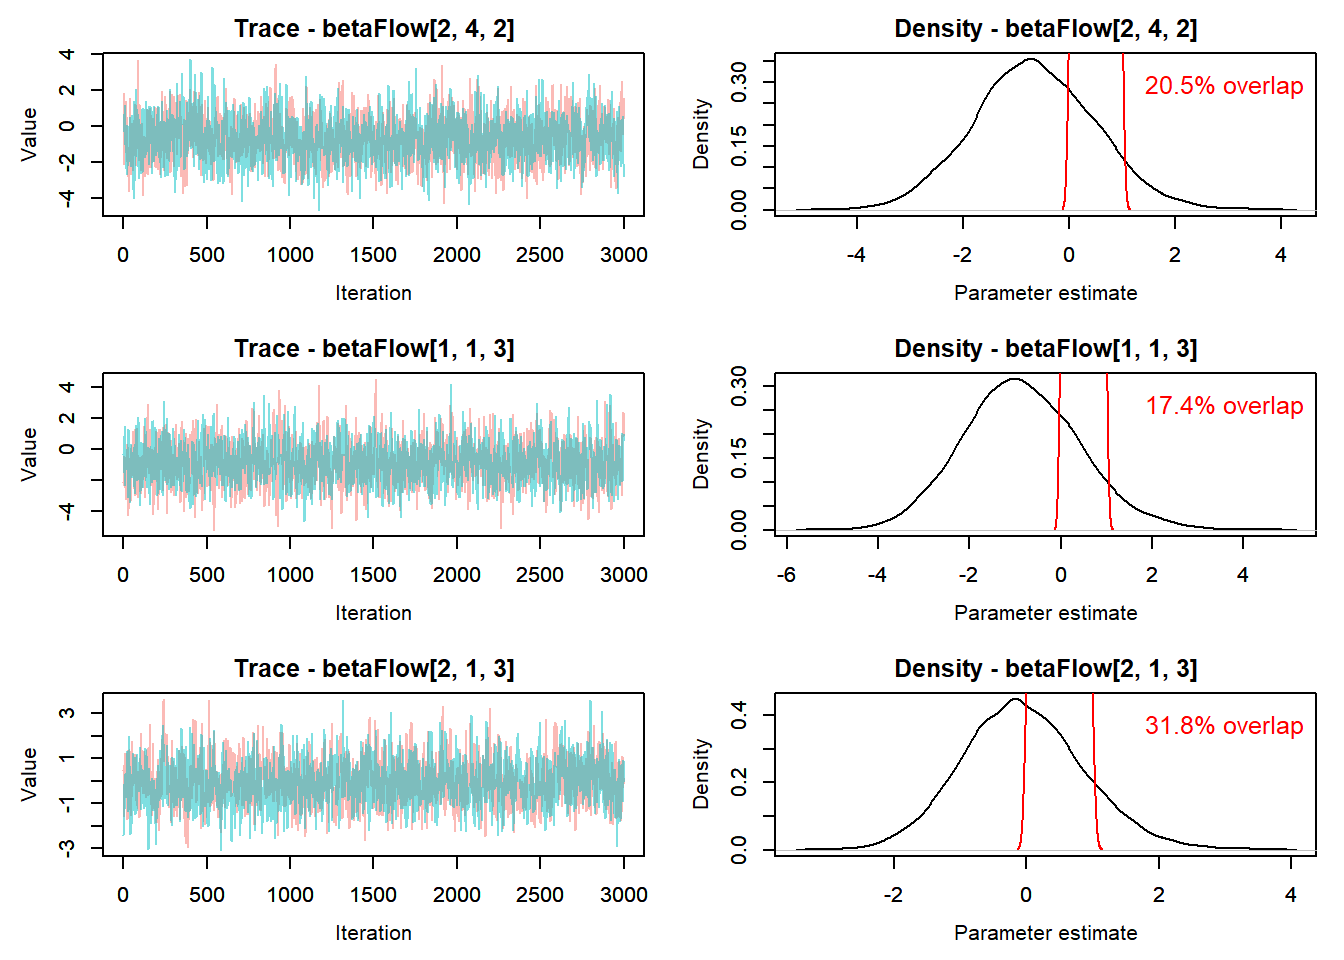 Trace - betaFlow[2, 4, 2]
Value
4
2
0
-2
-4
0 500 1000 1500 2000 2500 3000
Iteration
Density - betaFlow[2, 4, 2]
Density
0.30
0.15
0.00
20.5% overlap
-4 -2 0 2 4
Parameter estimate
Trace - betaFlow[1, 1, 3]
Value
4
2
0
-4
0 500 1000 1500 2000 2500 3000
Iteration
Density - betaFlow[1, 1, 3]
Density
0.30
0.15
0.00
17.4% overlap
-6 -4 -2 0 2 4
Parameter estimate
Trace - betaFlow[2, 1, 3]
Value
3
1
-1
-3
0 500 1000 1500 2000 2500 3000
Iteration
Density - betaFlow[2, 1, 3]
Density
0.4
0.2
0.0
31.8% overlap
-2 0 2 4
Parameter estimate